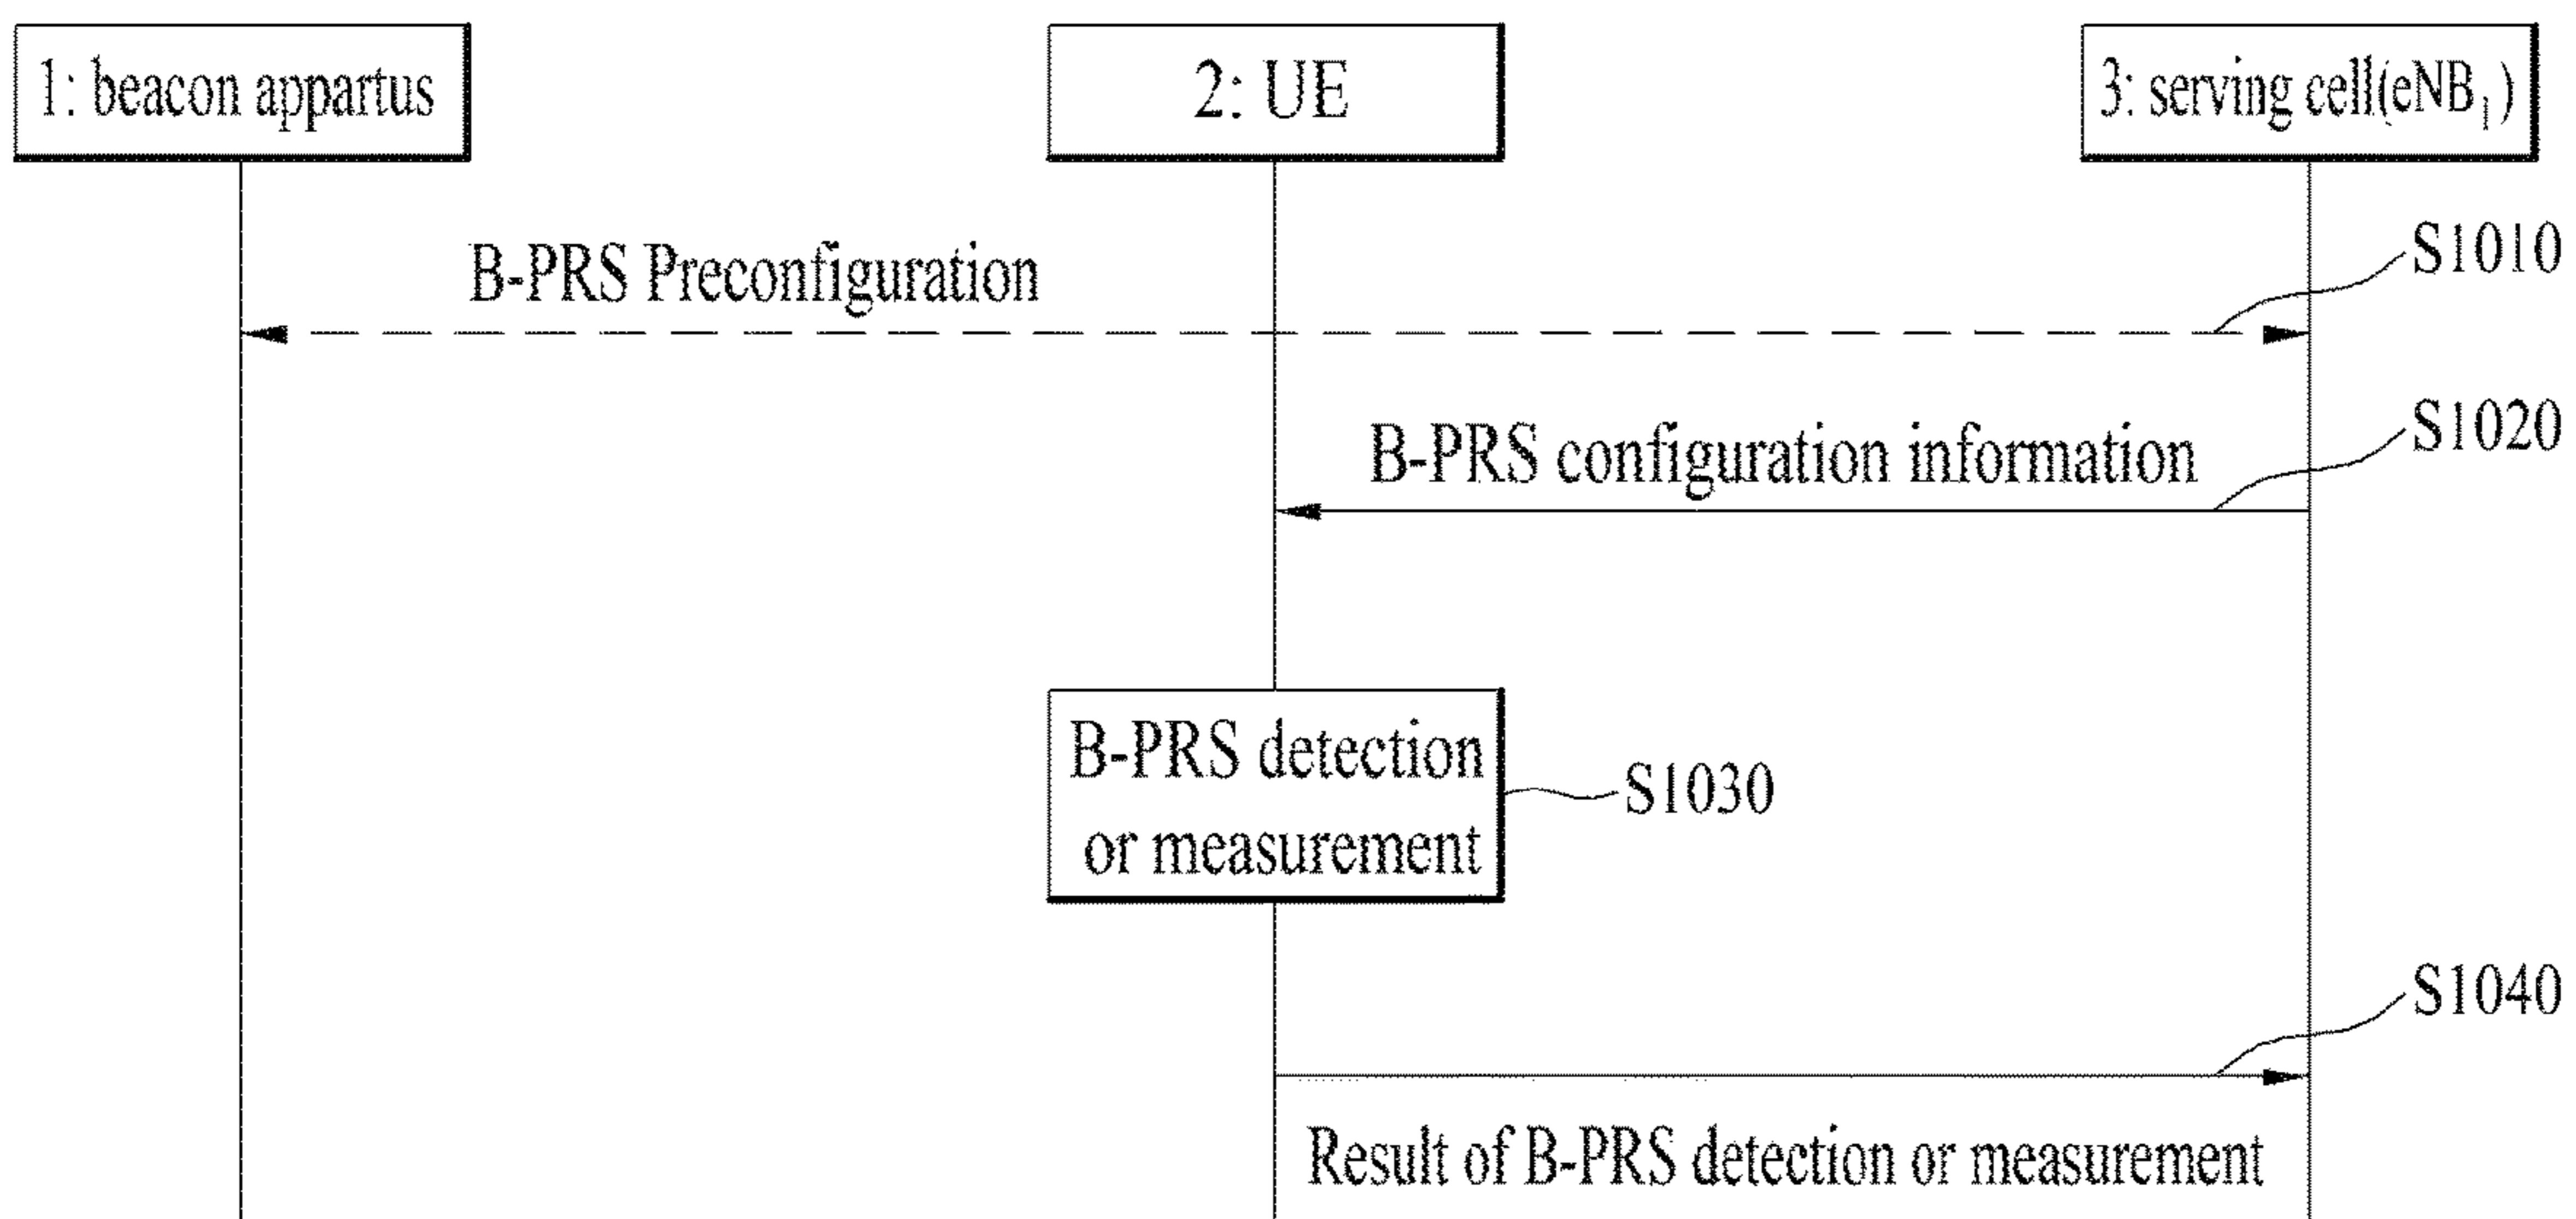 1: beacon appartus
2: UE
3: serving cell(eNB1)
B-PRS Preconfiguration
S1010
B-PRS configuration information
S1020
B-PRS detection
or measurement
S1030
S1040
Result of B-PRS detection or measurement